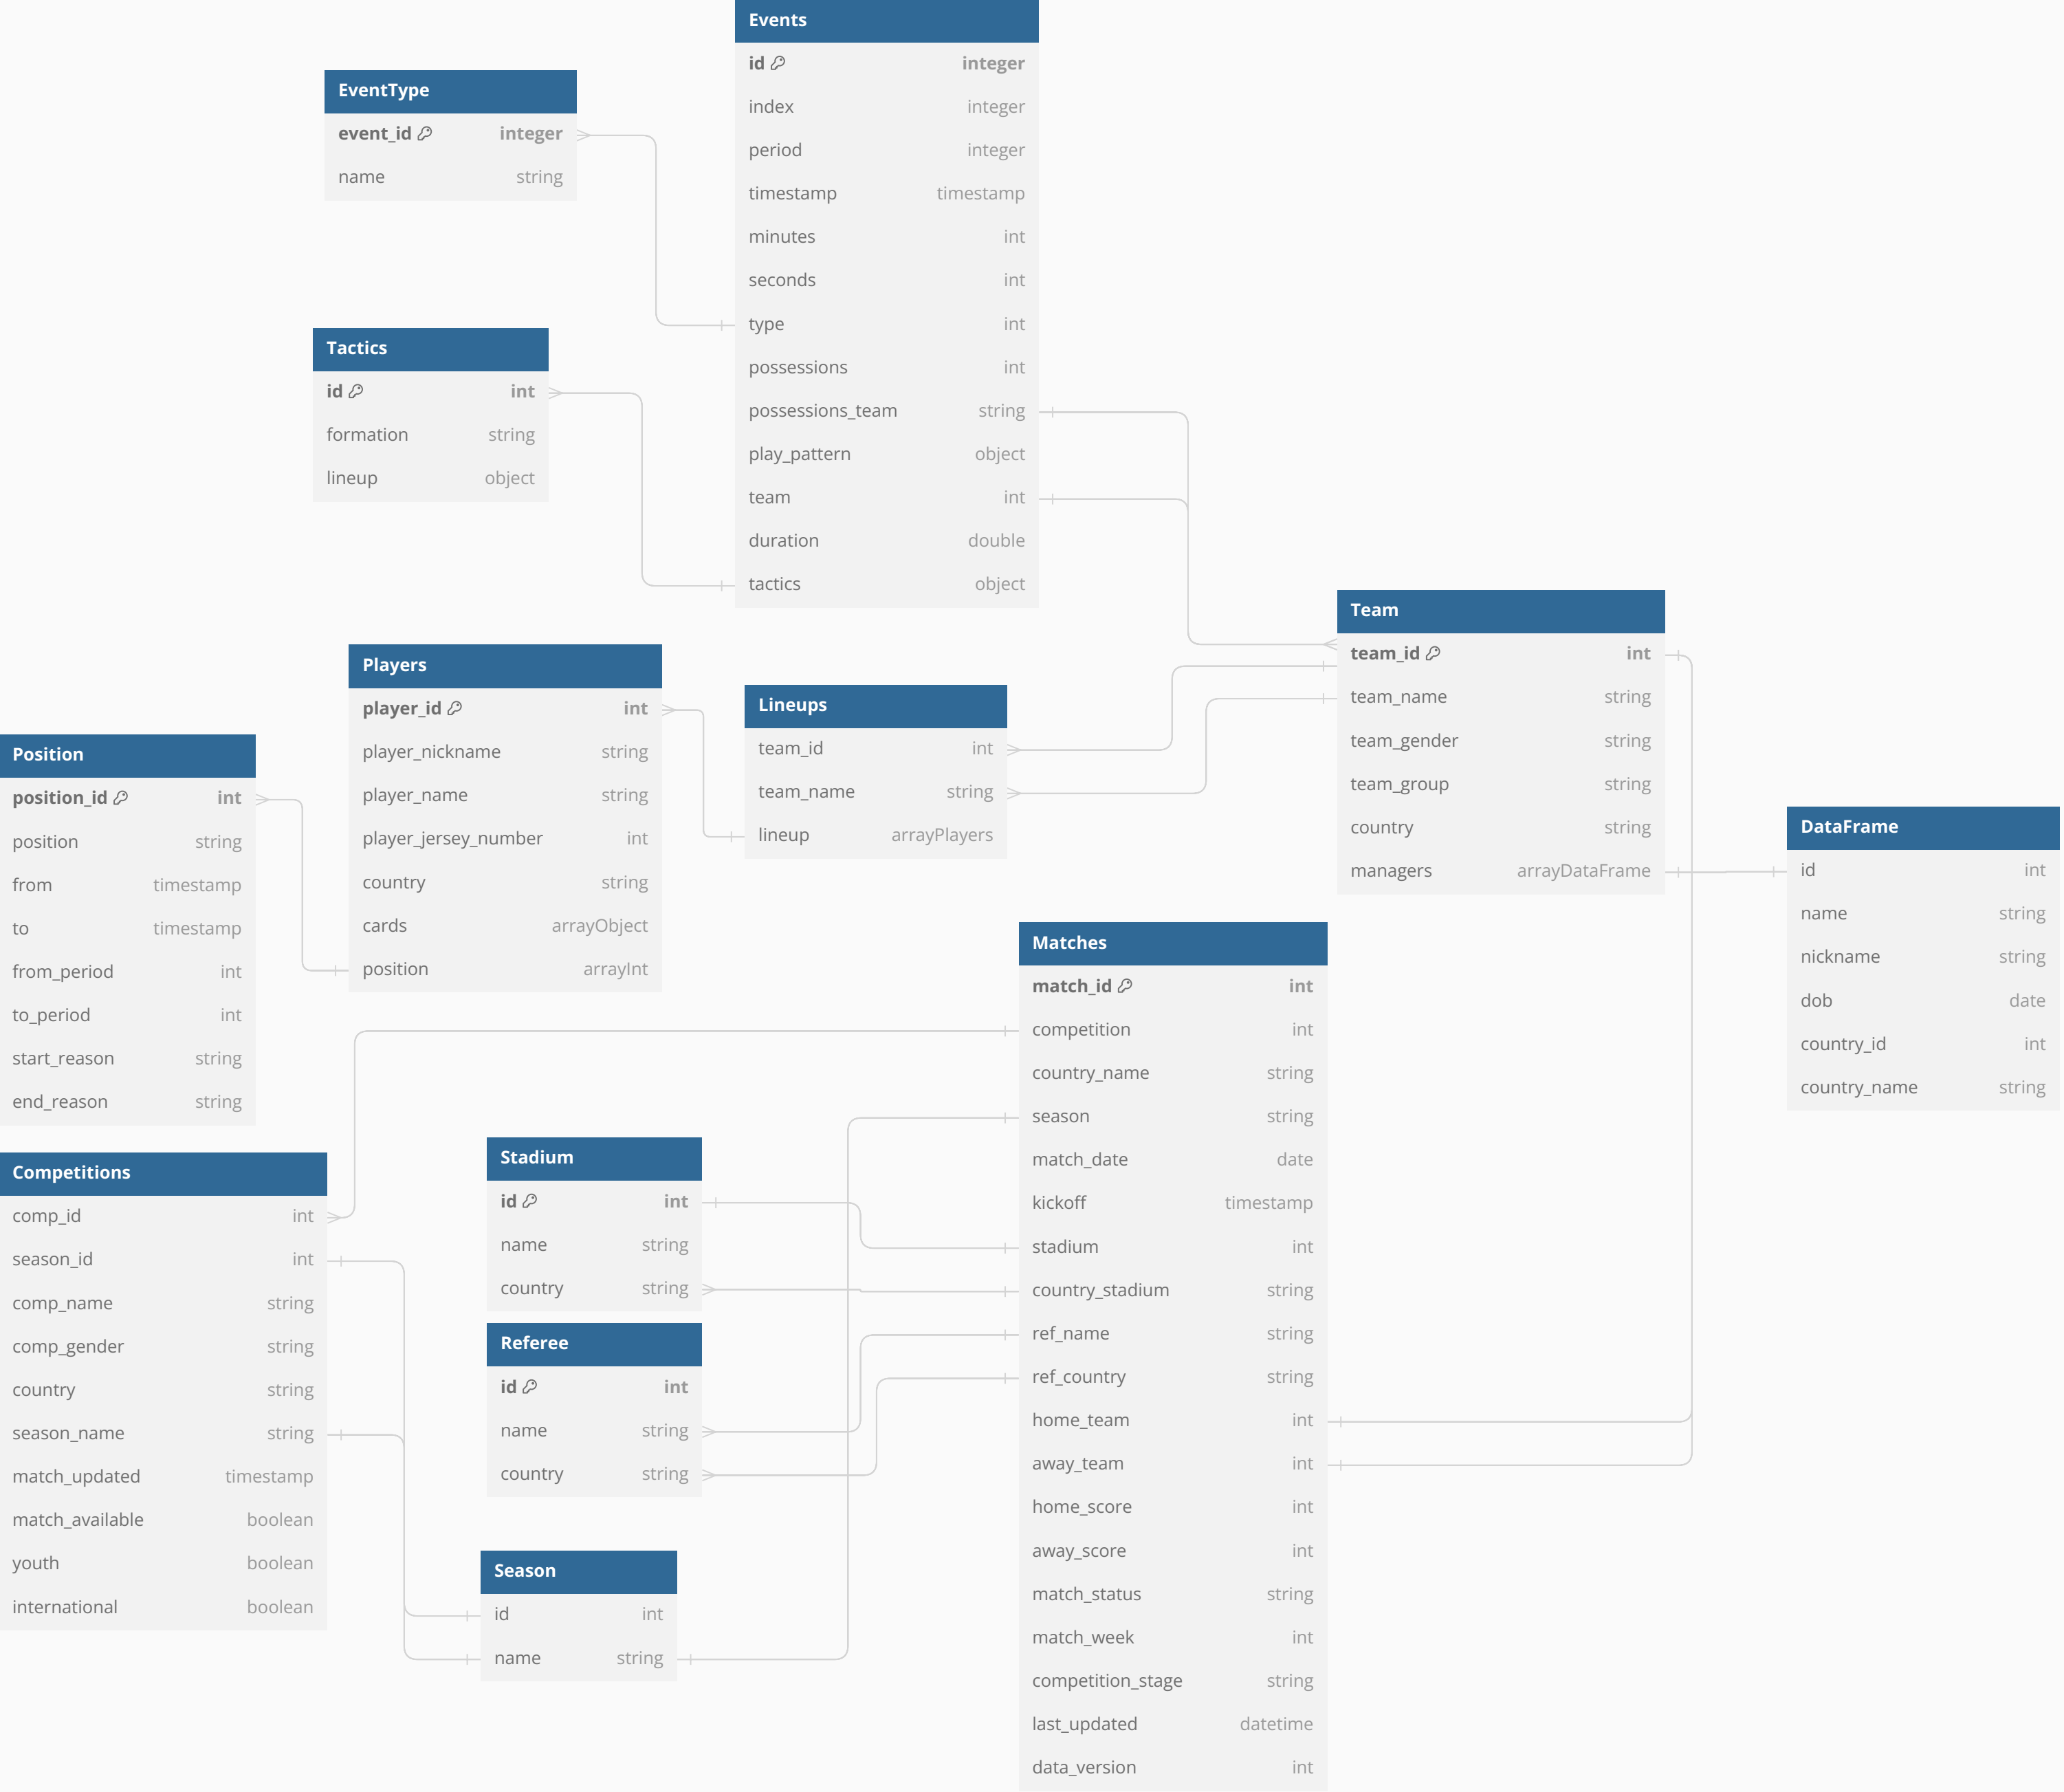 Events
id integer
index integer
period integer
timestamp timestamp
minutes int
seconds int
type int
possessions int
possessions_team string
play_pattern object
team int
duration double
tactics object
EventType
event_id integer
name string
Tactics
id int
formation string
lineup object
Team
team_id int
team_name string
team_gender string
team_group string
country string
managers arrayDataFrame
Players
player_id int
player_nickname string
player_name string
player_jersey_number int
country string
cards arrayObject
position arrayInt
Lineups
team_id int
team_name string
lineup arrayPlayers
Position
position_id int
position string
from timestamp
to timestamp
from_period int
to_period int
start_reason string
end_reason string
DataFrame
id int
name string
nickname string
dob date
country_id int
country_name string
Matches
match_id int
competition int
country_name string
season string
match_date date
kickoff timestamp
stadium int
country_stadium string
ref_name string
ref_country string
home_team int
away_team int
home_score int
away_score int
match_status string
match_week int
competition_stage string
last_updated datetime
data_version int
Competitions
comp_id int
season_id int
comp_name string
comp_gender string
country string
season_name string
match_updated timestamp
match_available boolean
youth boolean
international boolean
Stadium
id int
name string
country string
Referee
id int
name string
country string
Season
id int
name string